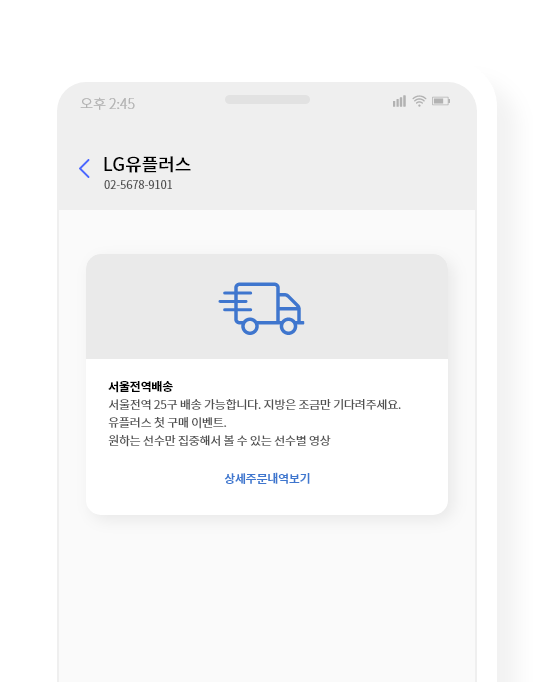 오후 2:45
LG유플러스
02-5678-9101
서울전역배송
서울전역 25구 배송 가능합니다. 지방은 조금만 기다려주세요.
유플러스 첫 구매 이벤트.
원하는 선수만 집중해서 볼 수 있는 선수별 영상
상세주문내역보기